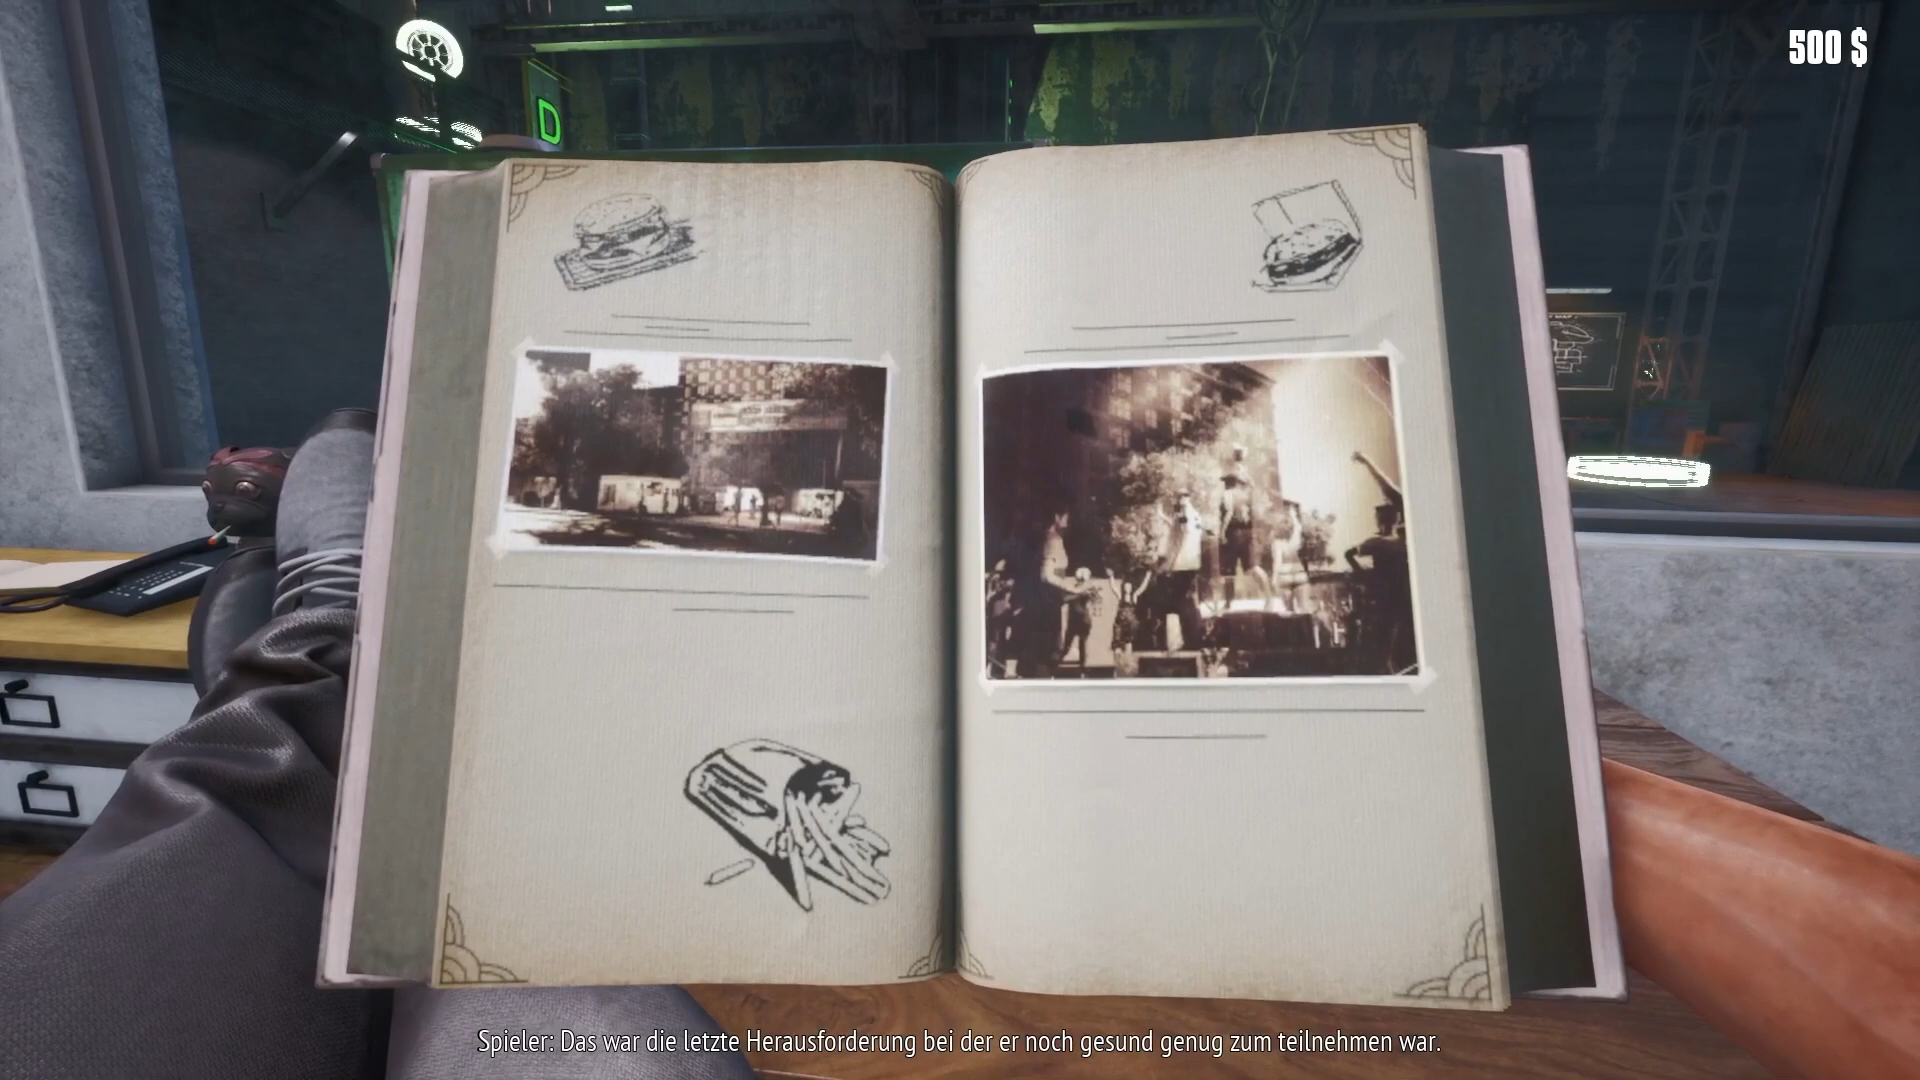 500 $
D
Spieler: Das war die letzte Herausforderung bei der er noch gesund genug zum teilnehmen war.